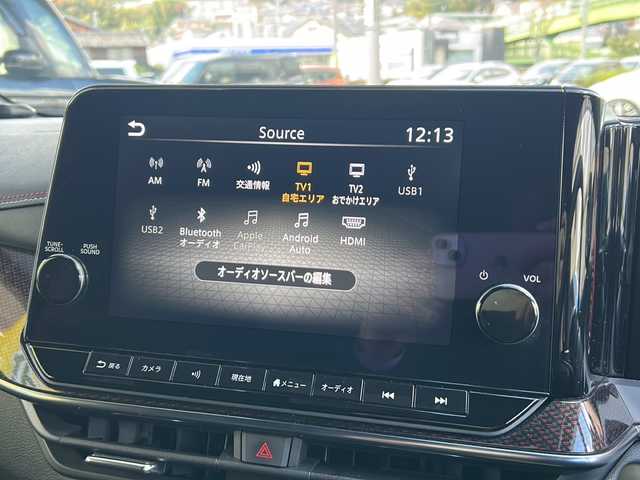 Source
12:13
AM
FM
交通情報
TV1
自宅エリア
TV2
おでかけエリア
USB1
USB2
Bluetooth
オーディオ
Apple
CarPlay
Android
Auto
HDMI
オーディオソースバーの編集
TUNE-
SCROLL
PUSH
SOUND
VOL
戻る
カメラ
現在地
メニュー
オーディオ